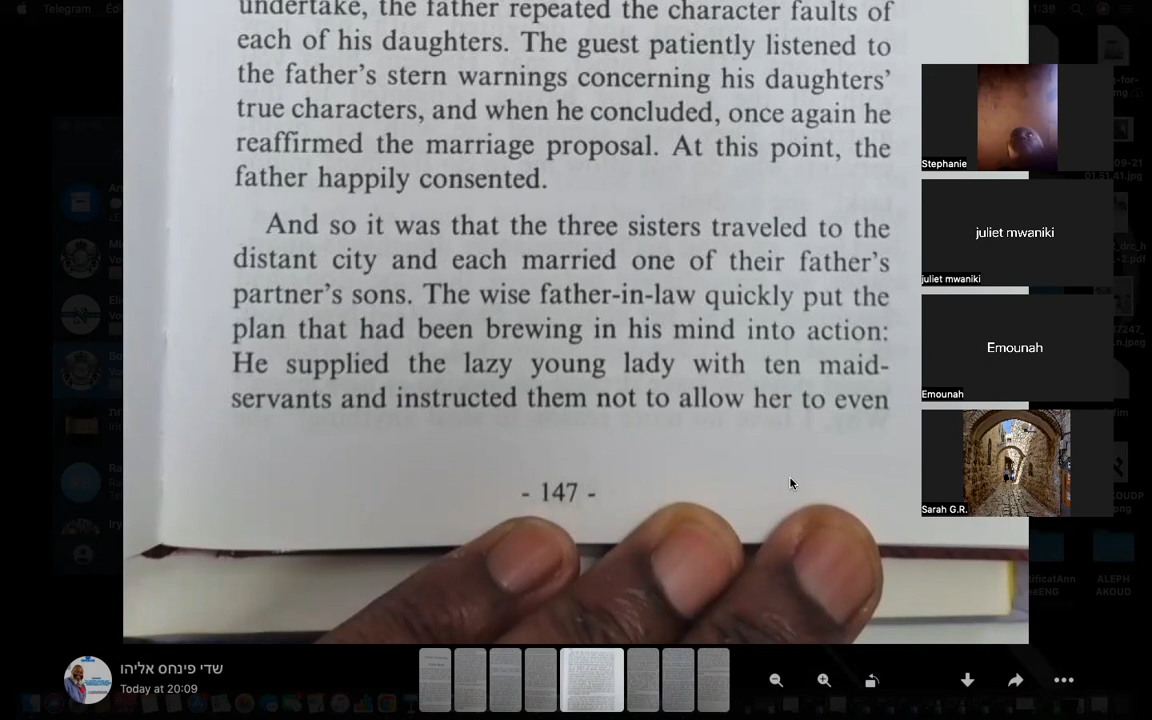 Telegram
1:38
undertake, the father repeated the character faults of
each of his daughters. The guest patiently listened to
the father's stern warnings concerning his daughters'
true characters, and when he concluded, once again he
reaffirmed the marriage proposal. At this point, the
father happily consented.
And so it was that the three sisters traveled to the
distant city and each married one of their father's
partner's sons. The wise father-in-law quickly put the
plan that had been brewing in his mind into action:
He supplied the lazy young lady with ten maid-
servants and instructed them not to allow her to even
- 147 -
Stephanie
juliet mwaniki
juliet mwaniki
Emounah
Emounah
Sarah G.R.
שדי פינחס אליהו
Today at 20:09
ALEPH
AKOUD